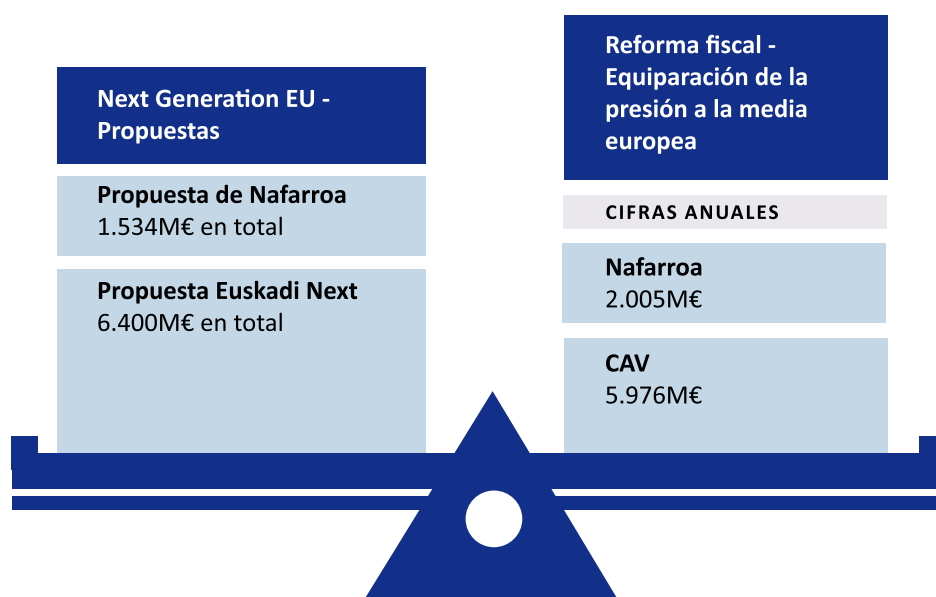 Next Generation EU -
Propuestas
Propuesta de Nafarroa
1.534M€ en total
Propuesta Euskadi Next
6.400M€ en total
Reforma fiscal -
Equiparación de la
presión a la media
europea
CIFRAS ANUALES
Nafarroa
2.005M€
CAV
5.976M€